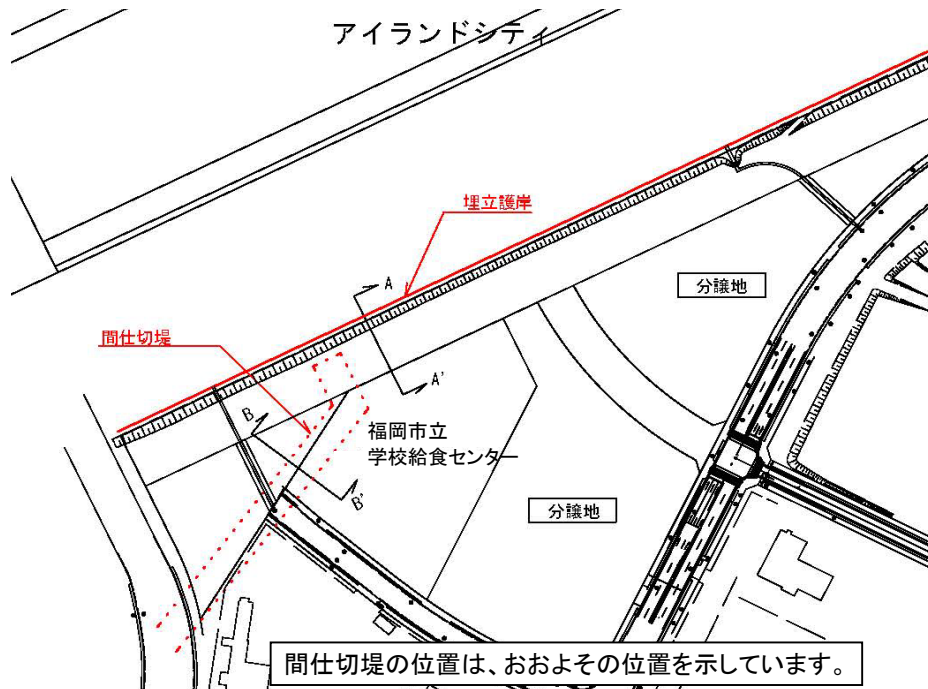 アイランドシティ
埋立護岸
A
分譲地
間仕切堤
A'
B
福岡市立
学校給食センター
B'
分譲地
間仕切堤の位置は、おおよその位置を示しています。